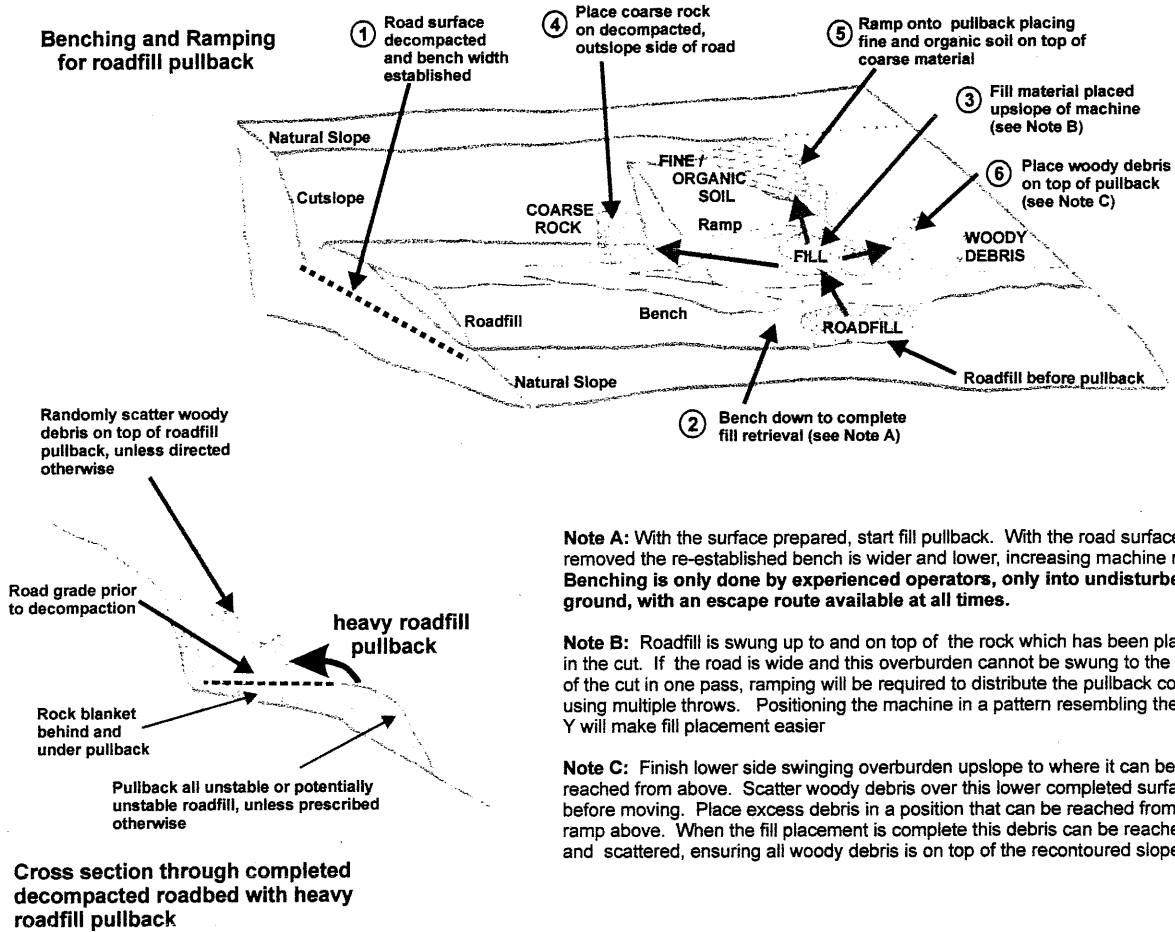 Benching and Ramping
for roadfill pullback
① Road surface
decompacted
and bench width
established
④ Place coarse rock
on decompacted,
outslope side of road
⑤ Ramp onto pullback placing
fine and organic soil on top of
coarse material
③ Fill material placed
upslope of machine
(see Note B)
⑥ Place woody debris
on top of pullback
(see Note C)
Natural Slope
Cutslope
FINE /
ORGANIC
SOIL
COARSE
ROCK
Ramp
FILL
WOODY
DEBRIS
Roadfill
Bench
ROADFILL
Natural Slope
Roadfill before pullback
② Bench down to complete
fill retrieval (see Note A)
Randomly scatter woody
debris on top of roadfill
pullback, unless directed
otherwise
Road grade prior
to decompaction
heavy roadfill
pullback
Rock blanket
behind and
under pullback
Pullback all unstable or potentially
unstable roadfill, unless prescribed
otherwise
Cross section through completed
decompacted roadbed with heavy
roadfill pullback
Note A: With the surface prepared, start fill pullback. With the road surface
removed the re-established bench is wider and lower, increasing machine
Benching is only done by experienced operators, only into
ground, with an escape route available at all times.
Note B: Roadfill is swung up to and on top of the rock which has been
in the cut. If the road is wide and this overburden cannot be swung to the
of the cut in one pass, ramping will be required to distribute the pullback
using multiple throws. Positioning the machine in a pattern resembling the
Y will make fill placement easier
Note C: Finish lower side swinging overburden upslope to where it can be
reached from above. Scatter woody debris over this lower completed
before moving. Place excess debris in a position that can be reached from
ramp above. When the fill placement is complete this debris can be
and scattered, ensuring all woody debris is on top of the recontoured slope